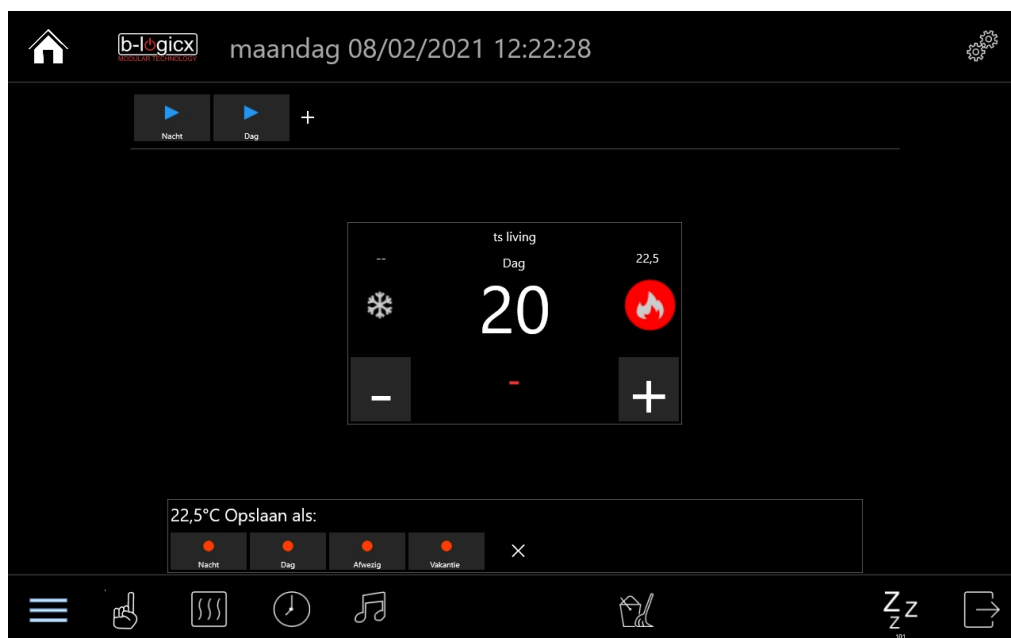 b-logicx maandag 08/02/2021 12:22:28
MODULAR TECHNOLOGY
Nacht Dag +
ts living
-- Dag 22,5
20
- - +
22,5°C Opslaan als:
Nacht Dag Afwezig Vakantie
Z z z
101